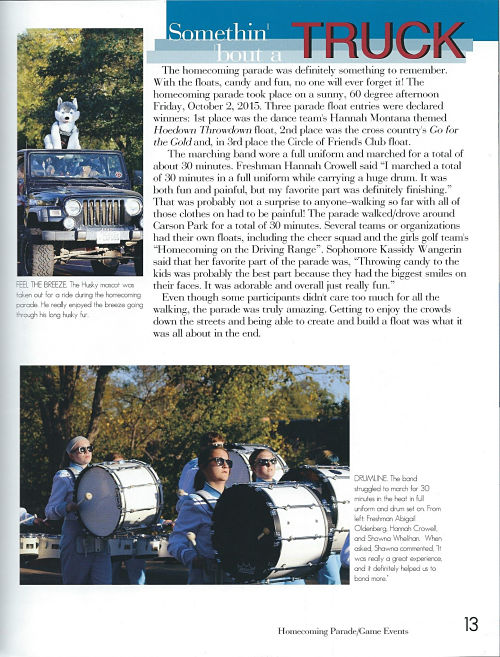 Somethin'
'bout a
TRUCK
The homecoming parade was definitely something to remember.
With the floats, candy and fun, no one will ever forget it! The
homecoming parade took place on a sunny, 60 degree afternoon
Friday, October 2, 2015. Three parade float entries were declared
winners: 1st place was the dance team's Hannah Montana themed
Hoedown Throwdown float, 2nd place was the cross country's Go for
the Gold and, in 3rd place the Circle of Friend's Club float.
The marching band wore a full uniform and marched for a total of
about 30 minutes. Freshman Hannah Crowell said "I marched a total
of 30 minutes in a full uniform while carrying a huge drum. It was
both fun and painful, but my favorite part was definitely finishing."
That was probably not a surprise to anyone-walking so far with all of
those clothes on had to be painful! The parade walked/drove around
Carson Park for a total of 30 minutes. Several teams or organizations
had their own floats, including the cheer squad and the girls golf team's
"Homecoming on the Driving Range". Sophomore Kassidy Wangerin
said that her favorite part of the parade was, "Throwing candy to the
kids was probably the best part because they had the biggest smiles on
their faces. It was adorable and overall just really fun."
Even though some participants didn't care too much for all the
walking, the parade was truly amazing. Getting to enjoy the crowds
down the streets and being able to create and build a float was what it
was all about in the end.
FEEL THE BREEZE. The Husky mascot was
taken out for a ride during the homecoming
parade. He really enjoyed the breeze going
through his long husky fur.
DRUMLINE. The band
struggled to march for 30
minutes in the heat in full
uniform and drum set on. From
left: Freshman Abigail
Oldenberg, Hannah Crowell,
and Shawna Whelihan. When
asked, Shawna commented, "It
was really a great experience,
and it definitely helped us to
bond more."
Homecoming Parade/Game Events
13